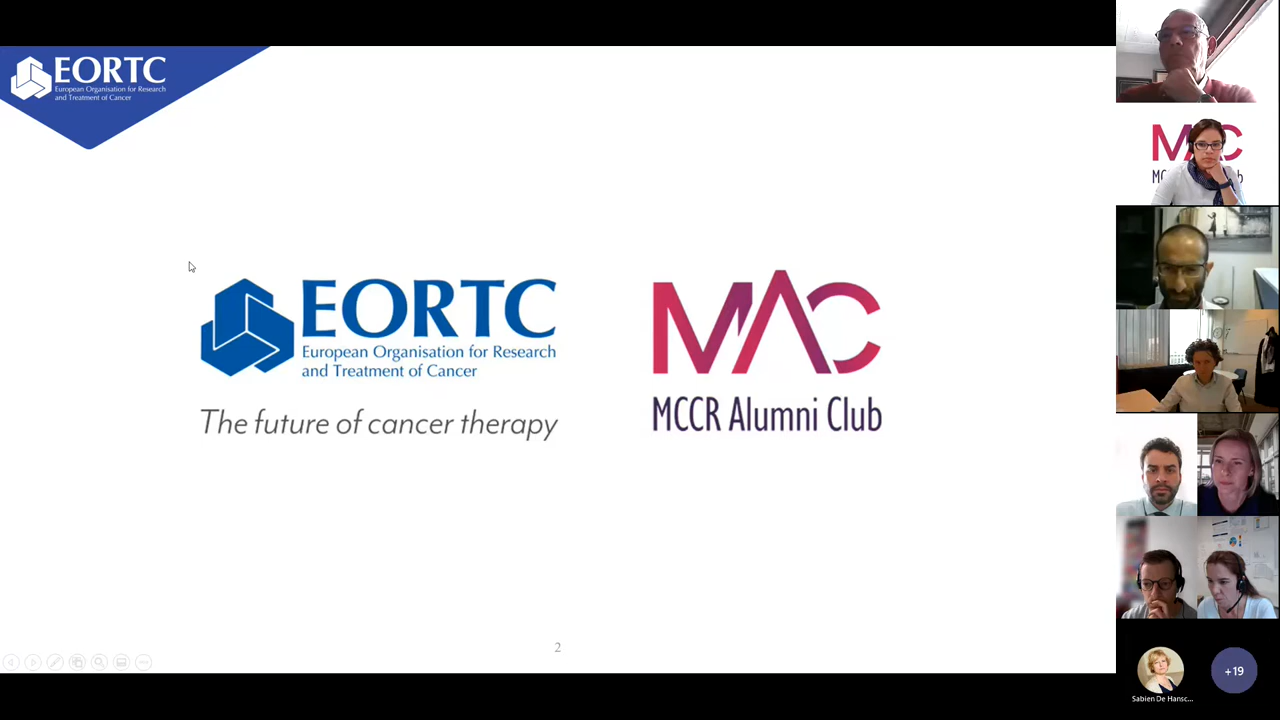 EORTC
European Organisation for Research
and Treatment of Cancer
EORTC
European Organisation for Research
and Treatment of Cancer
The future of cancer therapy
MAC
MCCR Alumni Club
2
MAC
Sabien De Hansc...
+19